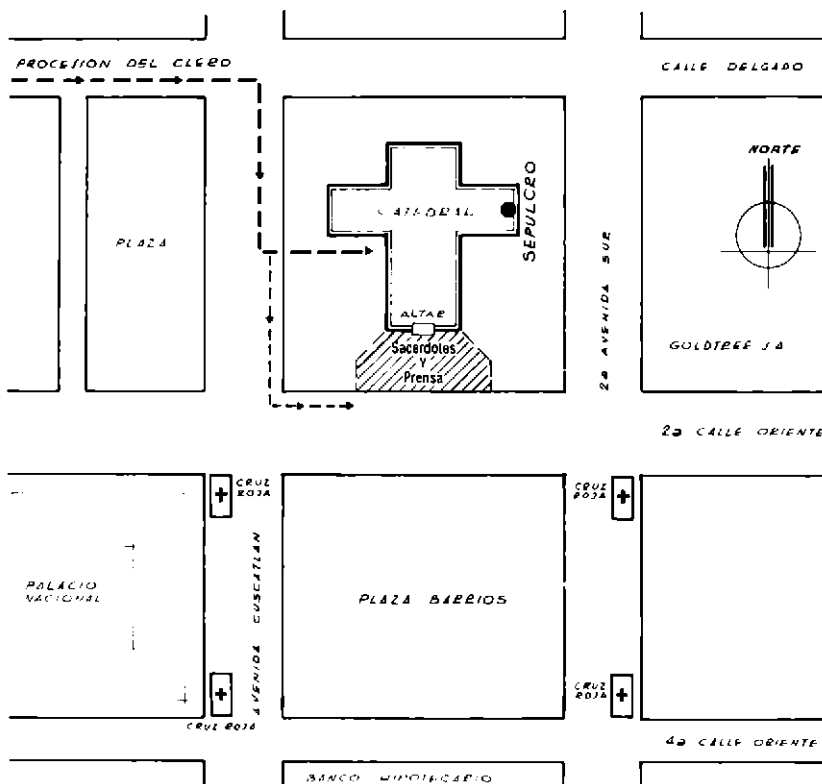 PROCESION DEL CLERO
CALLE DELGADO
NORTE
CATEDRAL
SEPULCRO
PLAZA
2a AVENIDA SUR
ALTAR
Sacerdotes
Y
Prensa
GOLDTREE S A
2a CALLE ORIENTE
CRUZ
ROJA
CRUZ
ROJA
PALACIO
NACIONAL
AVENIDA CUSCATLAN
PLAZA BARRIOS
CRUZ
ROJA
CRUZ ROJA
4a CALLE ORIENTE
BANCO HIPOTECARIO